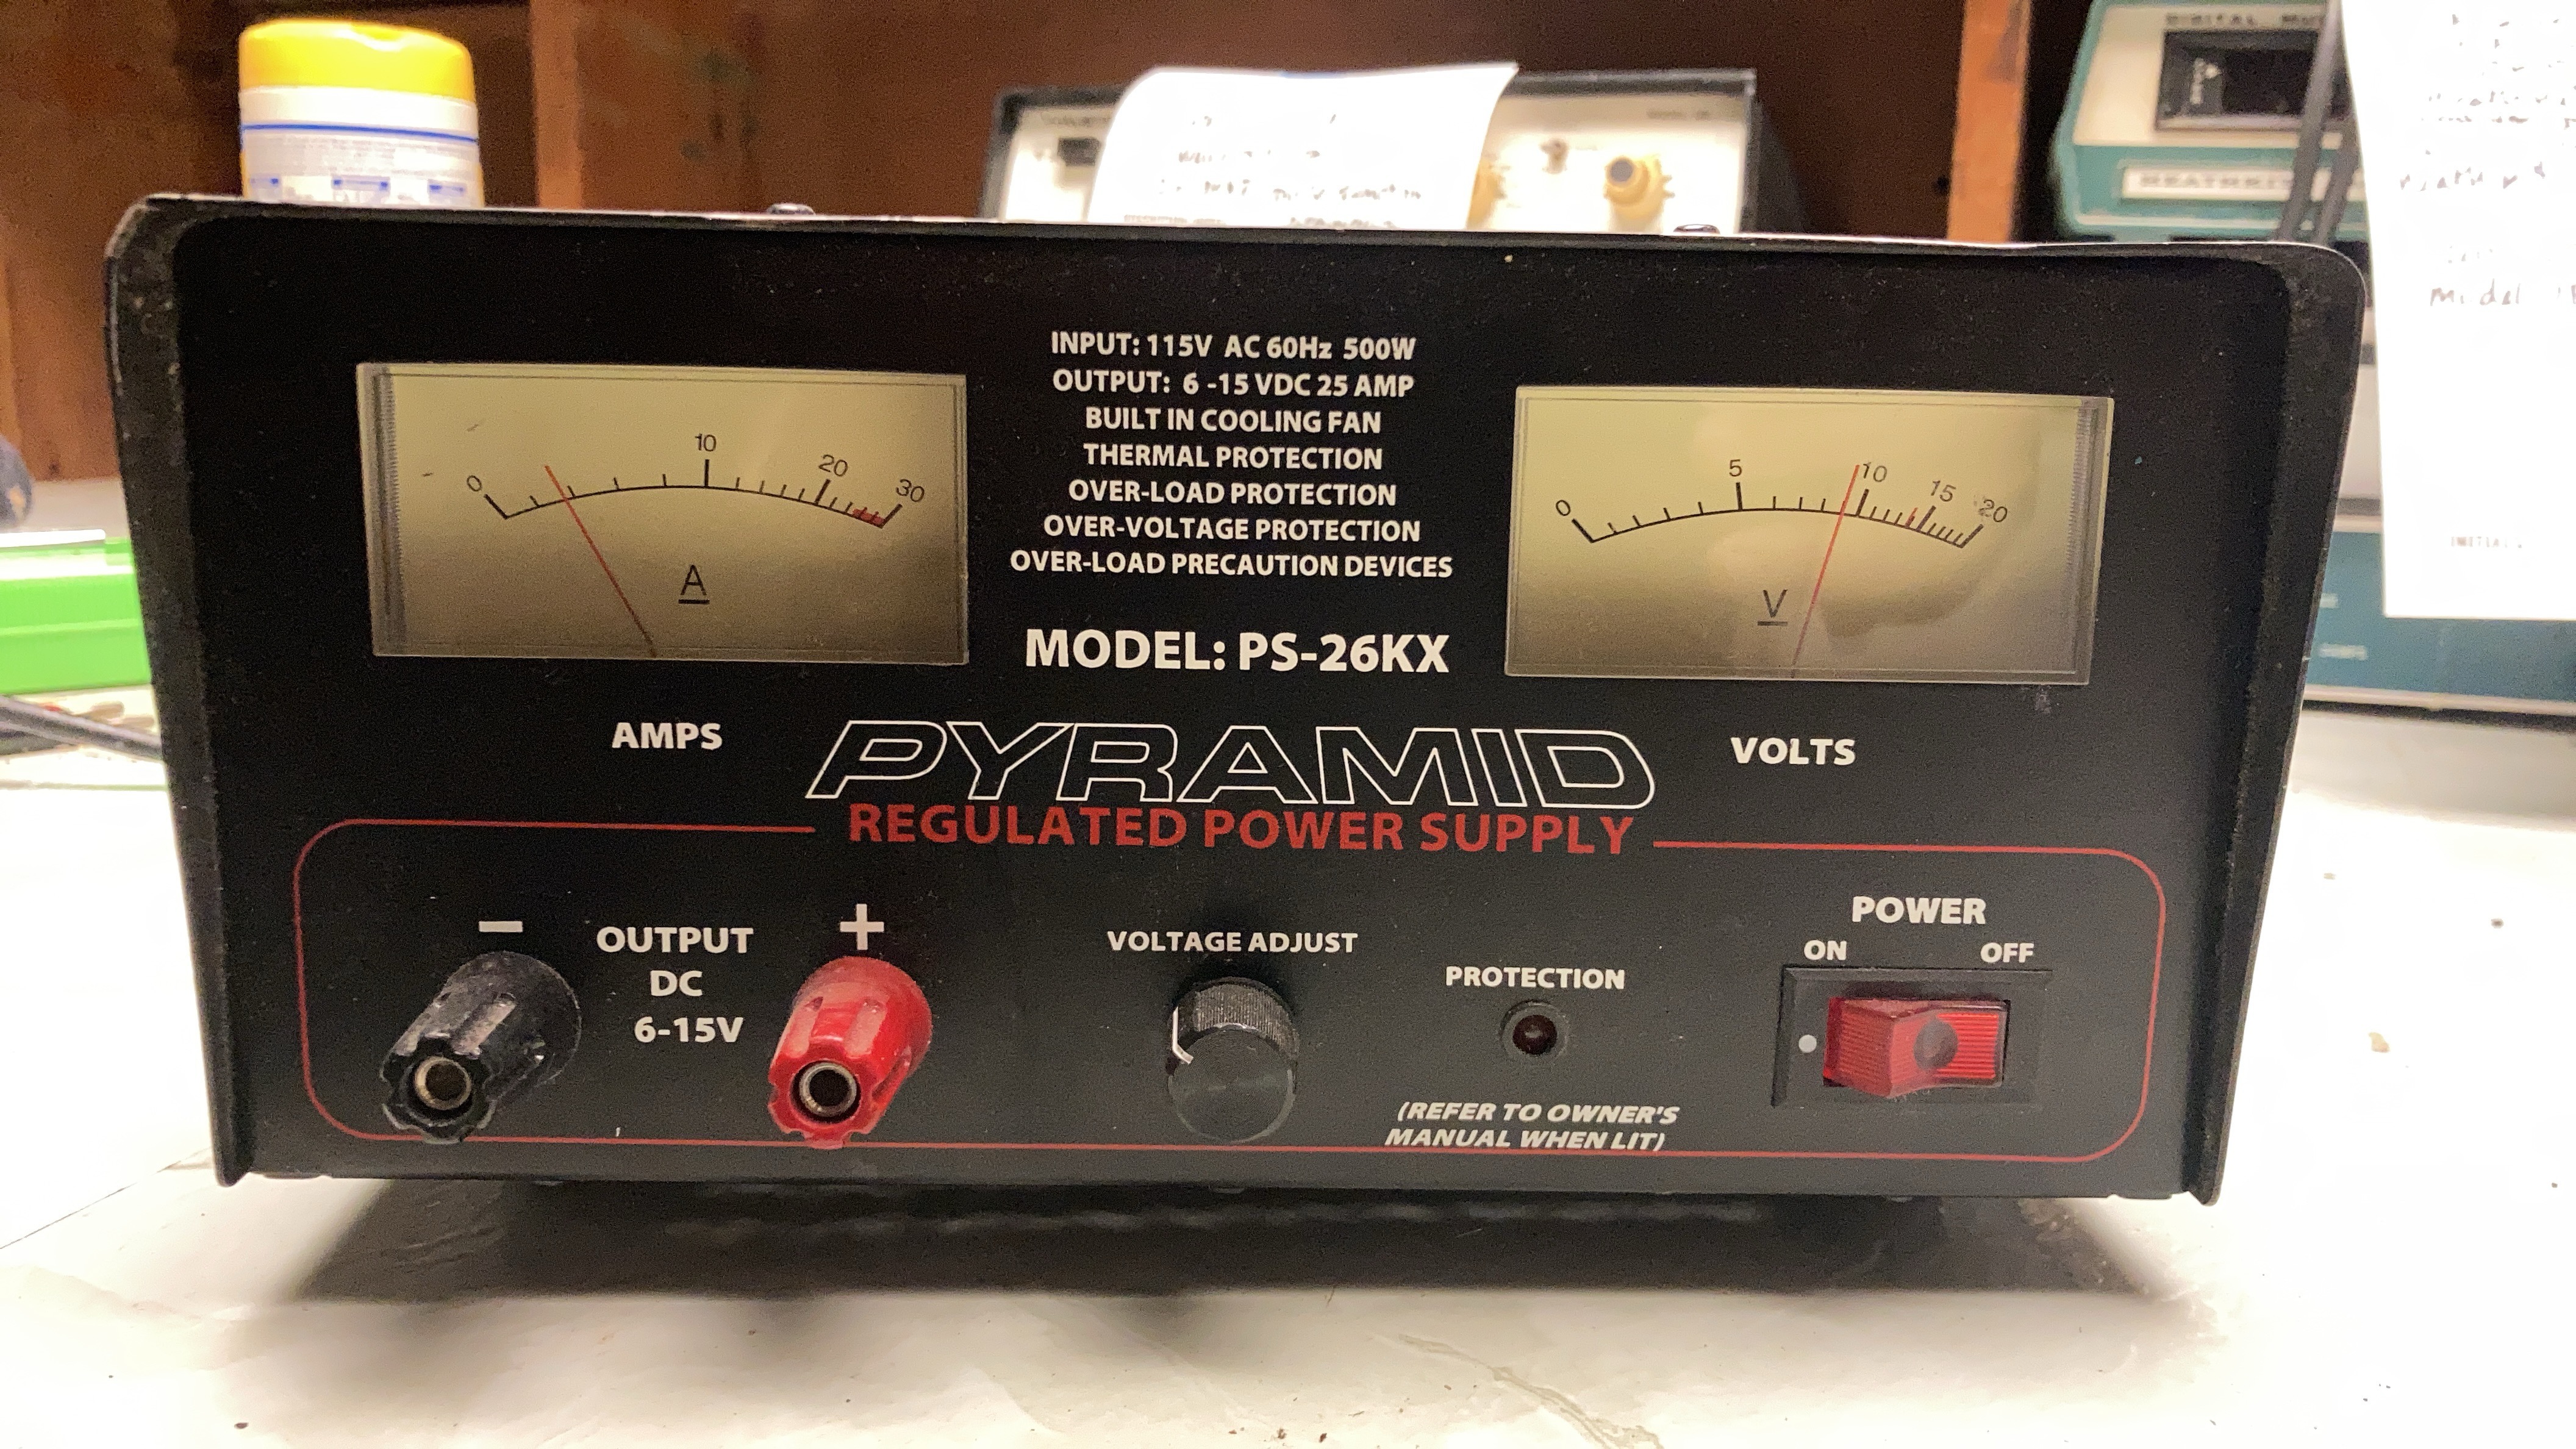 DIGITAL
HEATHKIT
Model
INPUT: 115V AC 60Hz 500W
OUTPUT: 6 -15 VDC 25 AMP
BUILT IN COOLING FAN
THERMAL PROTECTION
OVER-LOAD PROTECTION
OVER-VOLTAGE PROTECTION
OVER-LOAD PRECAUTION DEVICES
MODEL: PS-26KX
0 10 20 30
A
0 5 10 15 20
V
AMPS
VOLTS
PYRAMID
REGULATED POWER SUPPLY
− +
OUTPUT
DC
6-15V
VOLTAGE ADJUST
PROTECTION
(REFER TO OWNER'S
MANUAL WHEN LIT)
POWER
ON OFF